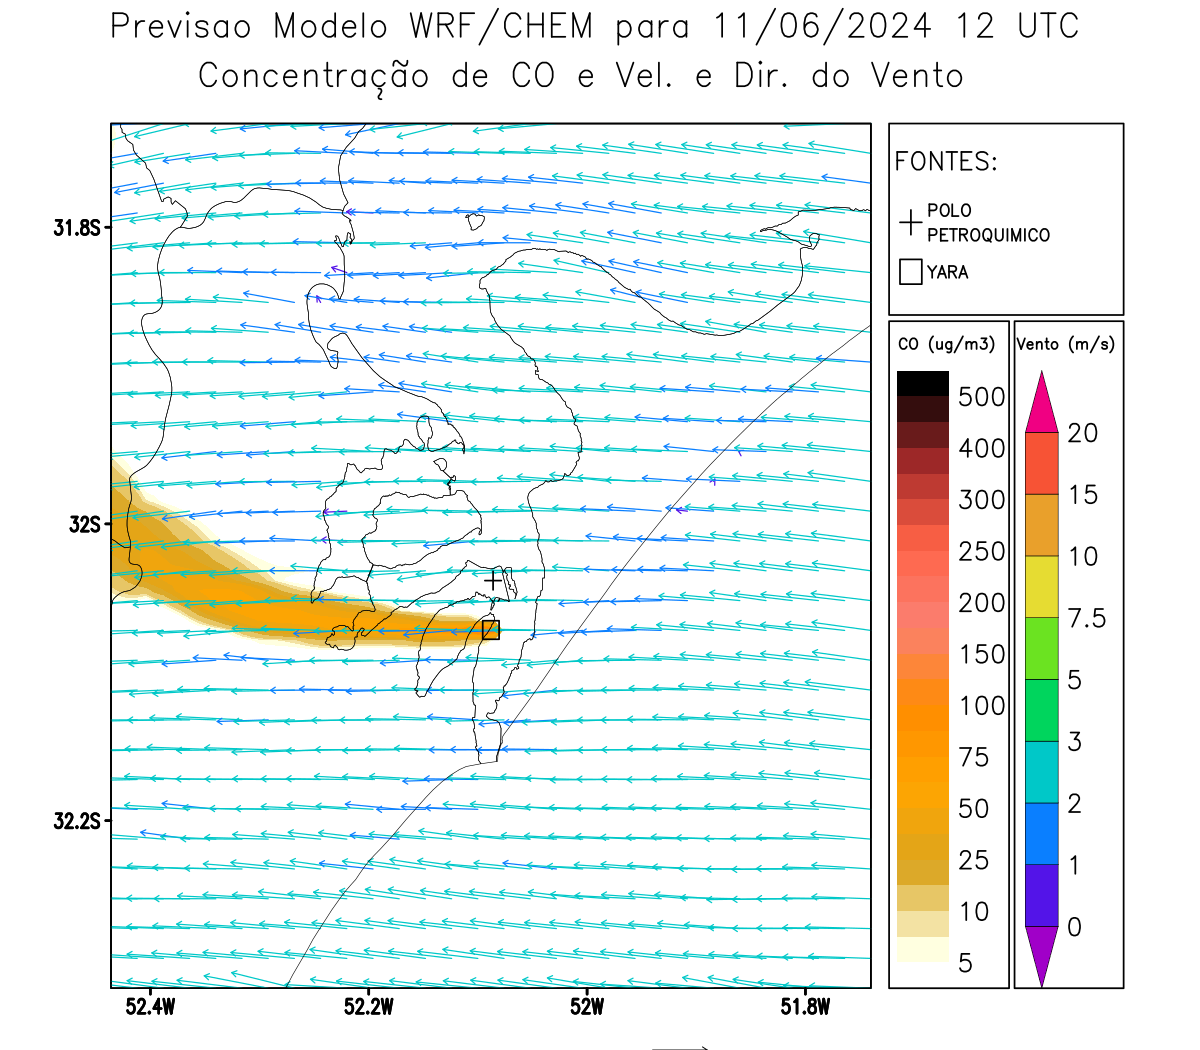 Previsao Modelo WRF/CHEM para 11/06/2024 12 UTC
Concentração de CO e Vel. e Dir. do Vento
FONTES:
POLO
PETROQUIMICO
YARA
CO (ug/m3)
500
400
300
250
200
150
100
75
50
25
10
5
Vento (m/s)
20
15
10
7.5
5
3
2
1
0
31.8S
32S
32.2S
52.4W
52.2W
52W
51.8W